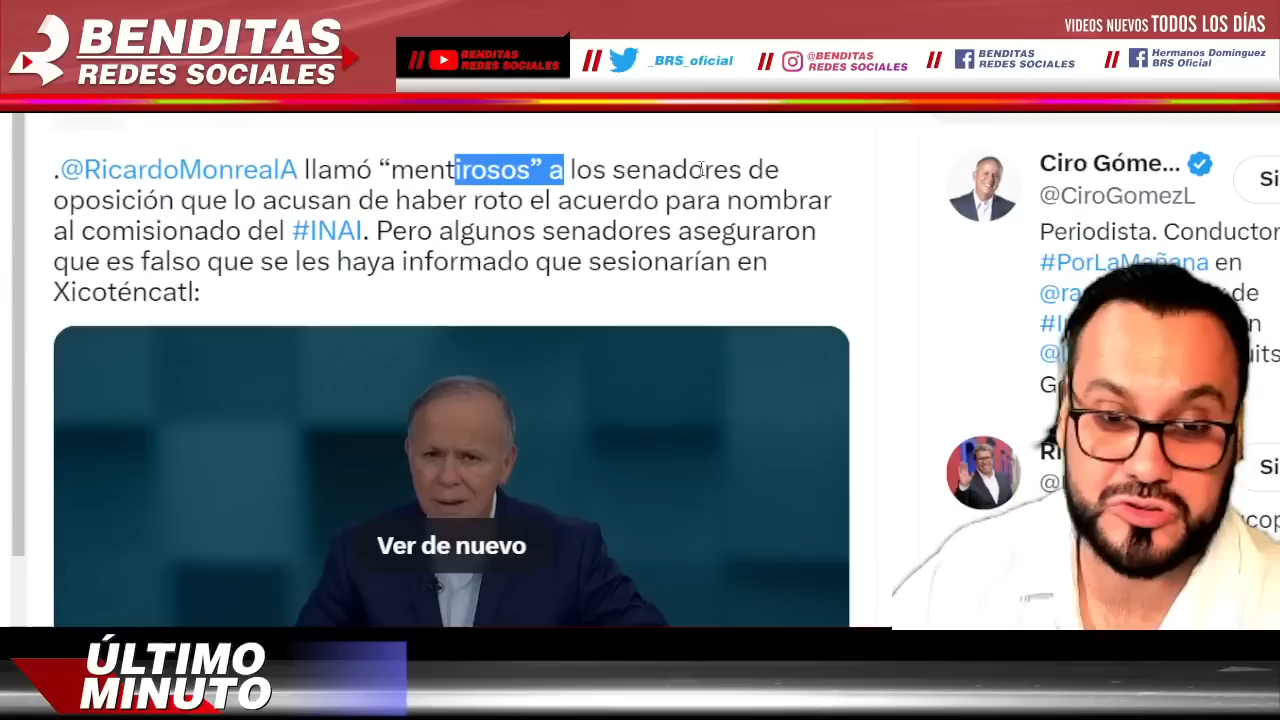 BENDITAS
REDES SOCIALES
VIDEOS NUEVOS TODOS LOS DÍAS
BENDITAS
REDES SOCIALES
_BRS_oficial
@BENDITAS
REDES SOCIALES
BENDITAS
REDES SOCIALES
Hermanos Dominguez
BRS Oficial
.@RicardoMonrealA llamó “mentirosos” a los senadores de
oposición que lo acusan de haber roto el acuerdo para nombrar
al comisionado del #INAI. Pero algunos senadores aseguraron
que es falso que se les haya informado que sesionarían en
Xicoténcatl:
Ver de nuevo
Ciro Góme...
@CiroGomezL
Si
Periodista. Conductor
#PorLaMañana en
de
Si
ÚLTIMO
MINUTO